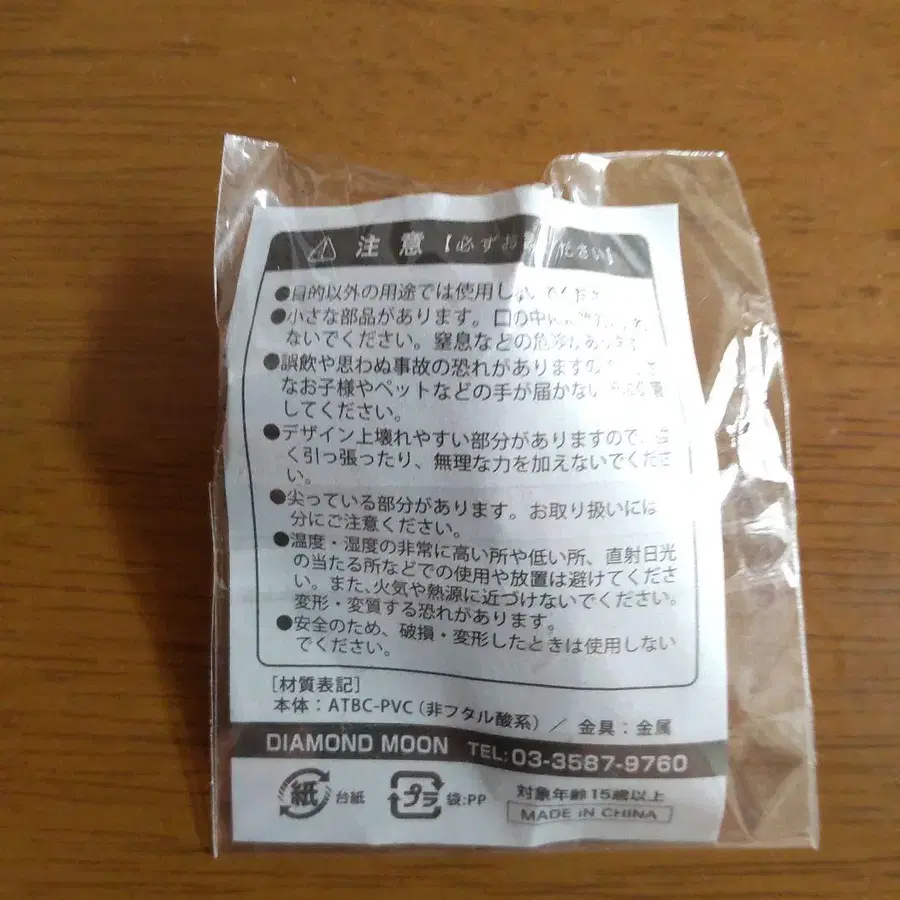 注意【必ずお ください】
●目的以外の用途では使用し
●小さな部品があります。口の中に
ないでください。窒息などの危険があります
●誤飲や思わぬ事故の恐れがありますの
なお子様やペットなどの手が届かない
してください。
●デザイン上壊れやすい部分がありますので、強
く引っ張ったり、無理な力を加えないでくださ
い。
●尖っている部分があります。お取り扱いには
分にご注意ください。
●温度・湿度の非常に高い所や低い所、直射日光
の当たる所などでの使用や放置は避けてくださ
い。また、火気や熱源に近づけないでください。
変形・変質する恐れがあります。
●安全のため、破損・変形したときは使用しない
でください。
[材質表記]
本体：ATBC-PVC（非フタル酸系）／ 金具：金属
DIAMOND MOON TEL:03-3587-9760
紙 台紙 プラ 袋:PP 対象年齢15歳以上
MADE IN CHINA